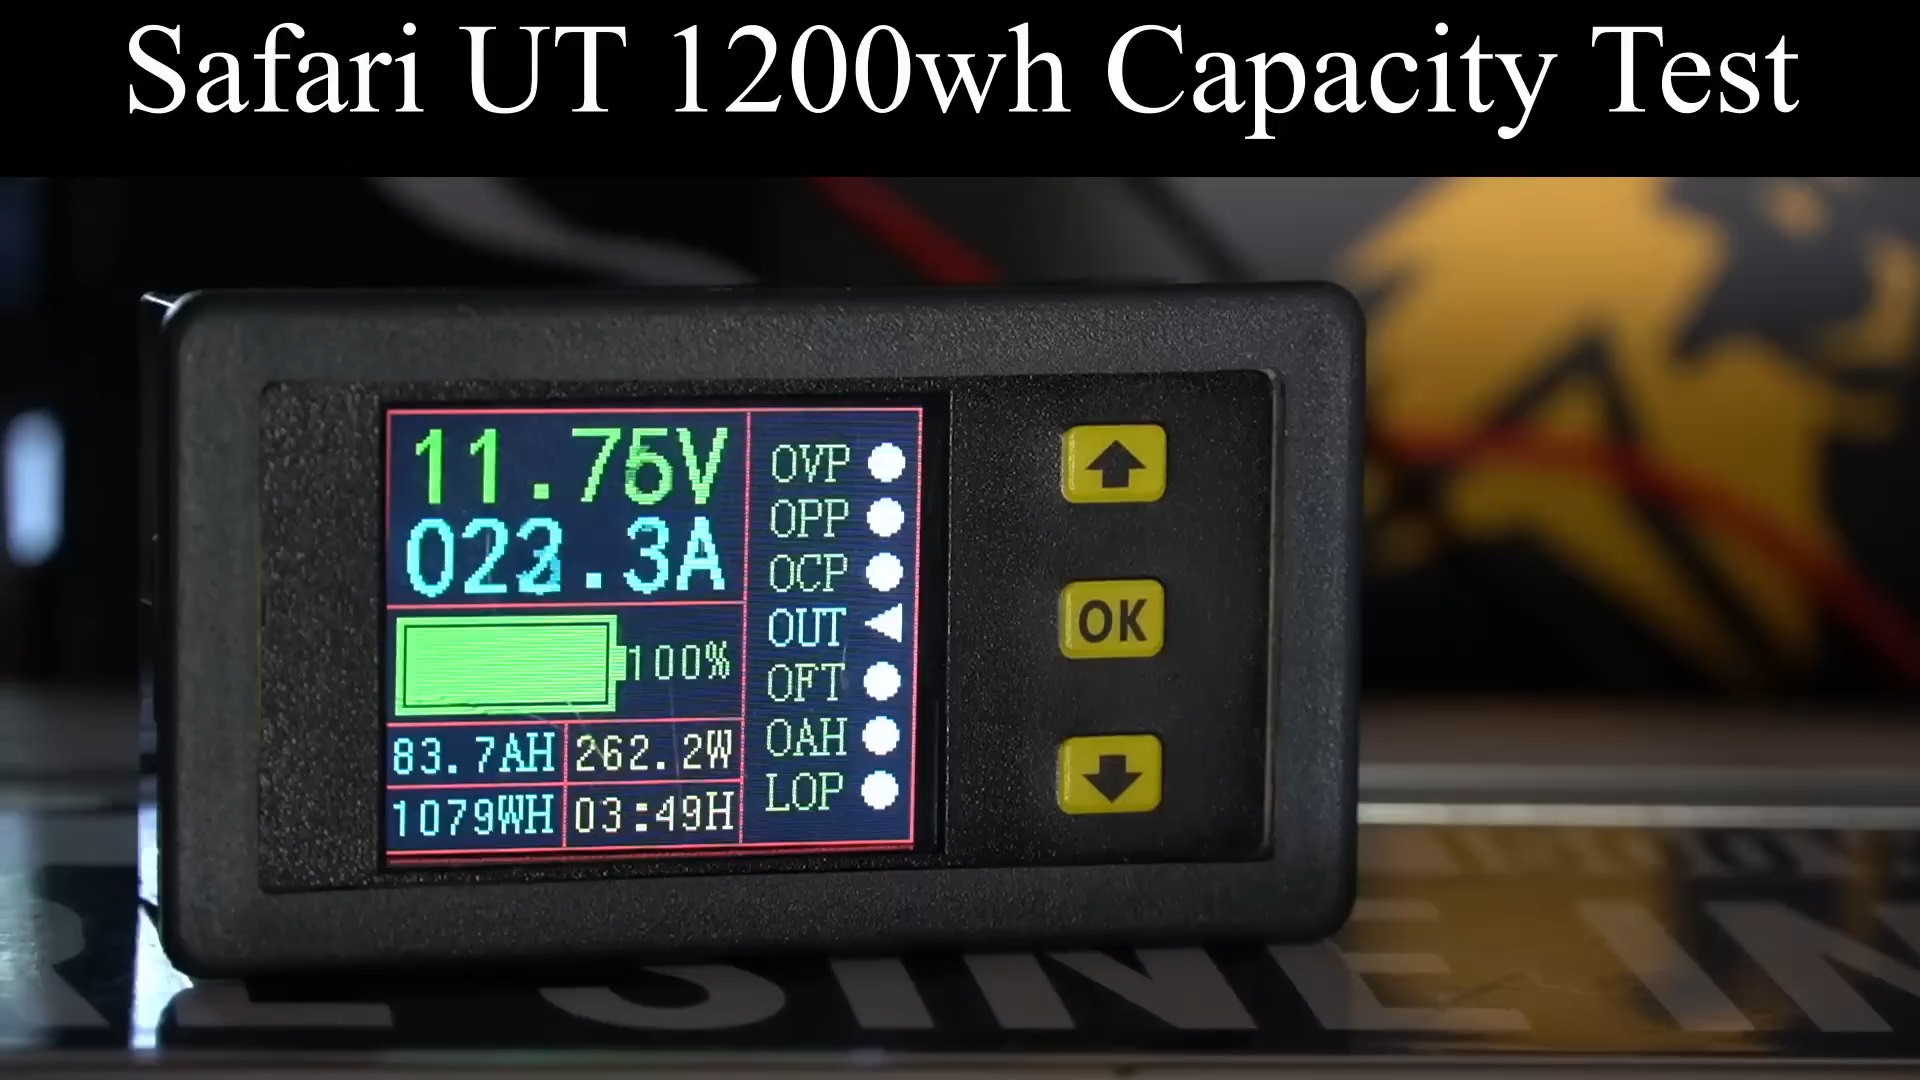 Safari UT 1200wh Capacity Test
11.75V
022.3A
100%
83.7AH 262.2W
1079WH 03:49H
OVP
OPP
OCP
OUT
OFT
OAH
LOP
OK
SINE